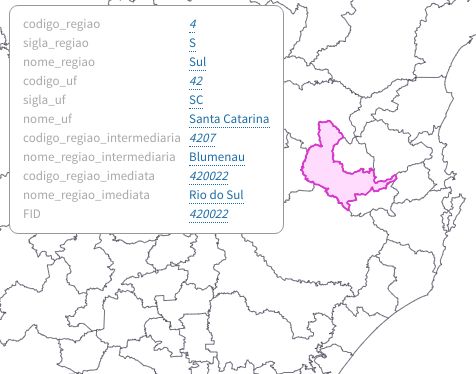 codigo_regiao 4
sigla_regiao S
nome_regiao Sul
codigo_uf 42
sigla_uf SC
nome_uf Santa Catarina
codigo_regiao_intermediaria 4207
nome_regiao_intermediaria Blumenau
codigo_regiao_imediata 420022
nome_regiao_imediata Rio do Sul
FID 420022